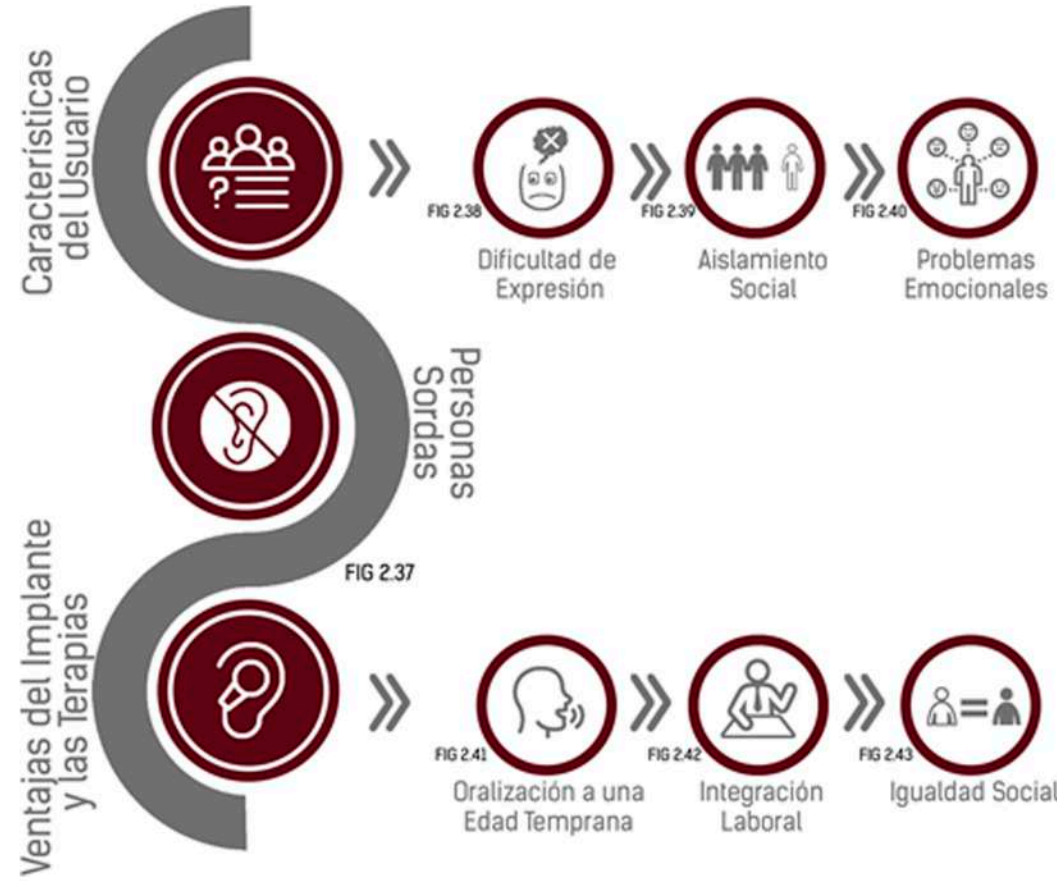 Características
del Usuario
?
FIG 2.38
Dificultad de
Expresión
FIG 2.39
Aislamiento
Social
FIG 2.40
Problemas
Emocionales
Personas
Sordas
FIG 2.37
Ventajas del Implante
y las Terapias
FIG 2.41
Oralización a una
Edad Temprana
FIG 2.42
Integración
Laboral
FIG 2.43
Igualdad Social